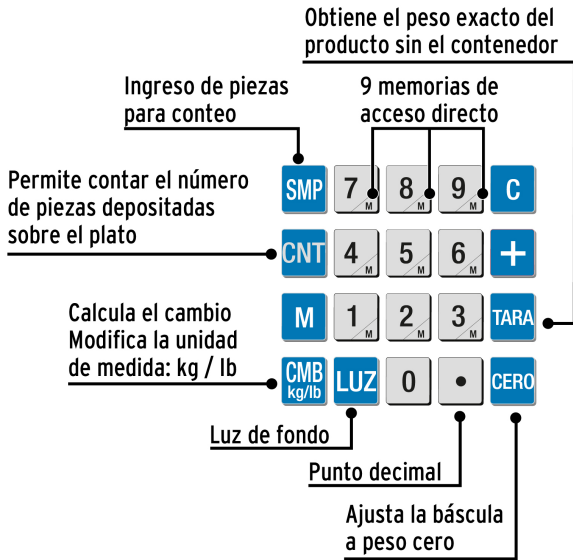 Obtiene el peso exacto del
producto sin el contenedor
Ingreso de piezas
para conteo
9 memorias de
acceso directo
Permite contar el número
de piezas depositadas
sobre el plato
SMP 7 M 8 M 9 M C
CNT 4 M 5 M 6 M +
M 1 M 2 M 3 M TARA
CMB kg/lb LUZ 0 • CERO
Calcula el cambio
Modifica la unidad
de medida: kg / lb
Luz de fondo
Punto decimal
Ajusta la báscula
a peso cero